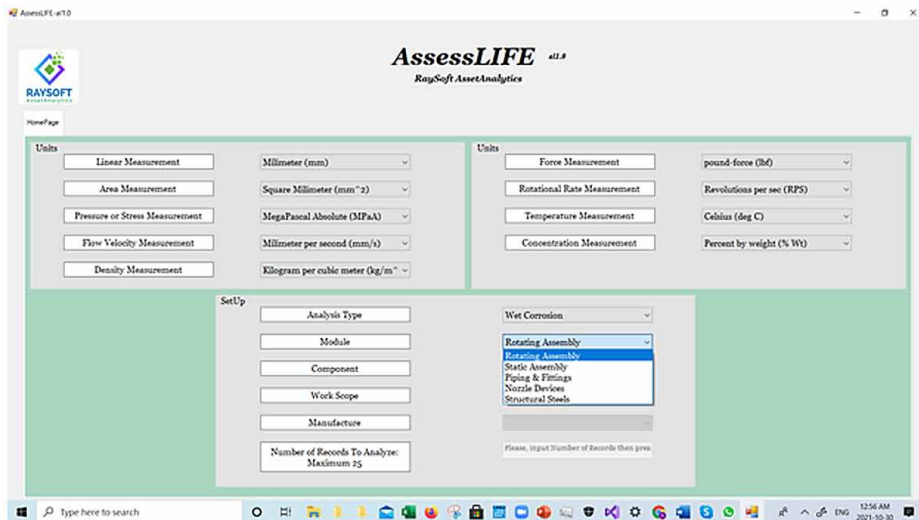 AssessLIFE-al1.0
AssessLIFE al1.0
RaySoft AssetAnalytics
RAYSOFT
AssetAnalytics
HomePage
Units
Linear Measurement Milimeter (mm)
Area Measurement Square Milimeter (mm^2)
Pressure or Stress Measurement MegaPascal Absolute (MPaA)
Flow Velocity Measurement Milimeter per second (mm/s)
Density Measurement Kilogram per cubic meter (kg/m^
Units
Force Measurement pound-force (lbf)
Rotational Rate Measurement Revolutions per sec (RPS)
Temperature Measurement Celsius (deg C)
Concentration Measurement Percent by weight (% Wt)
SetUp
Analysis Type Wet Corrosion
Module Rotating Assembly
Rotating Assembly
Static Assembly
Piping & Fittings
Nozzle Devices
Structural Steels
Component
Work Scope
Manufacture
Number of Records To Analyze:
Maximum 25
Please, input Number of Records then pres
Type here to search
ENG
12:56 AM
2021-10-30